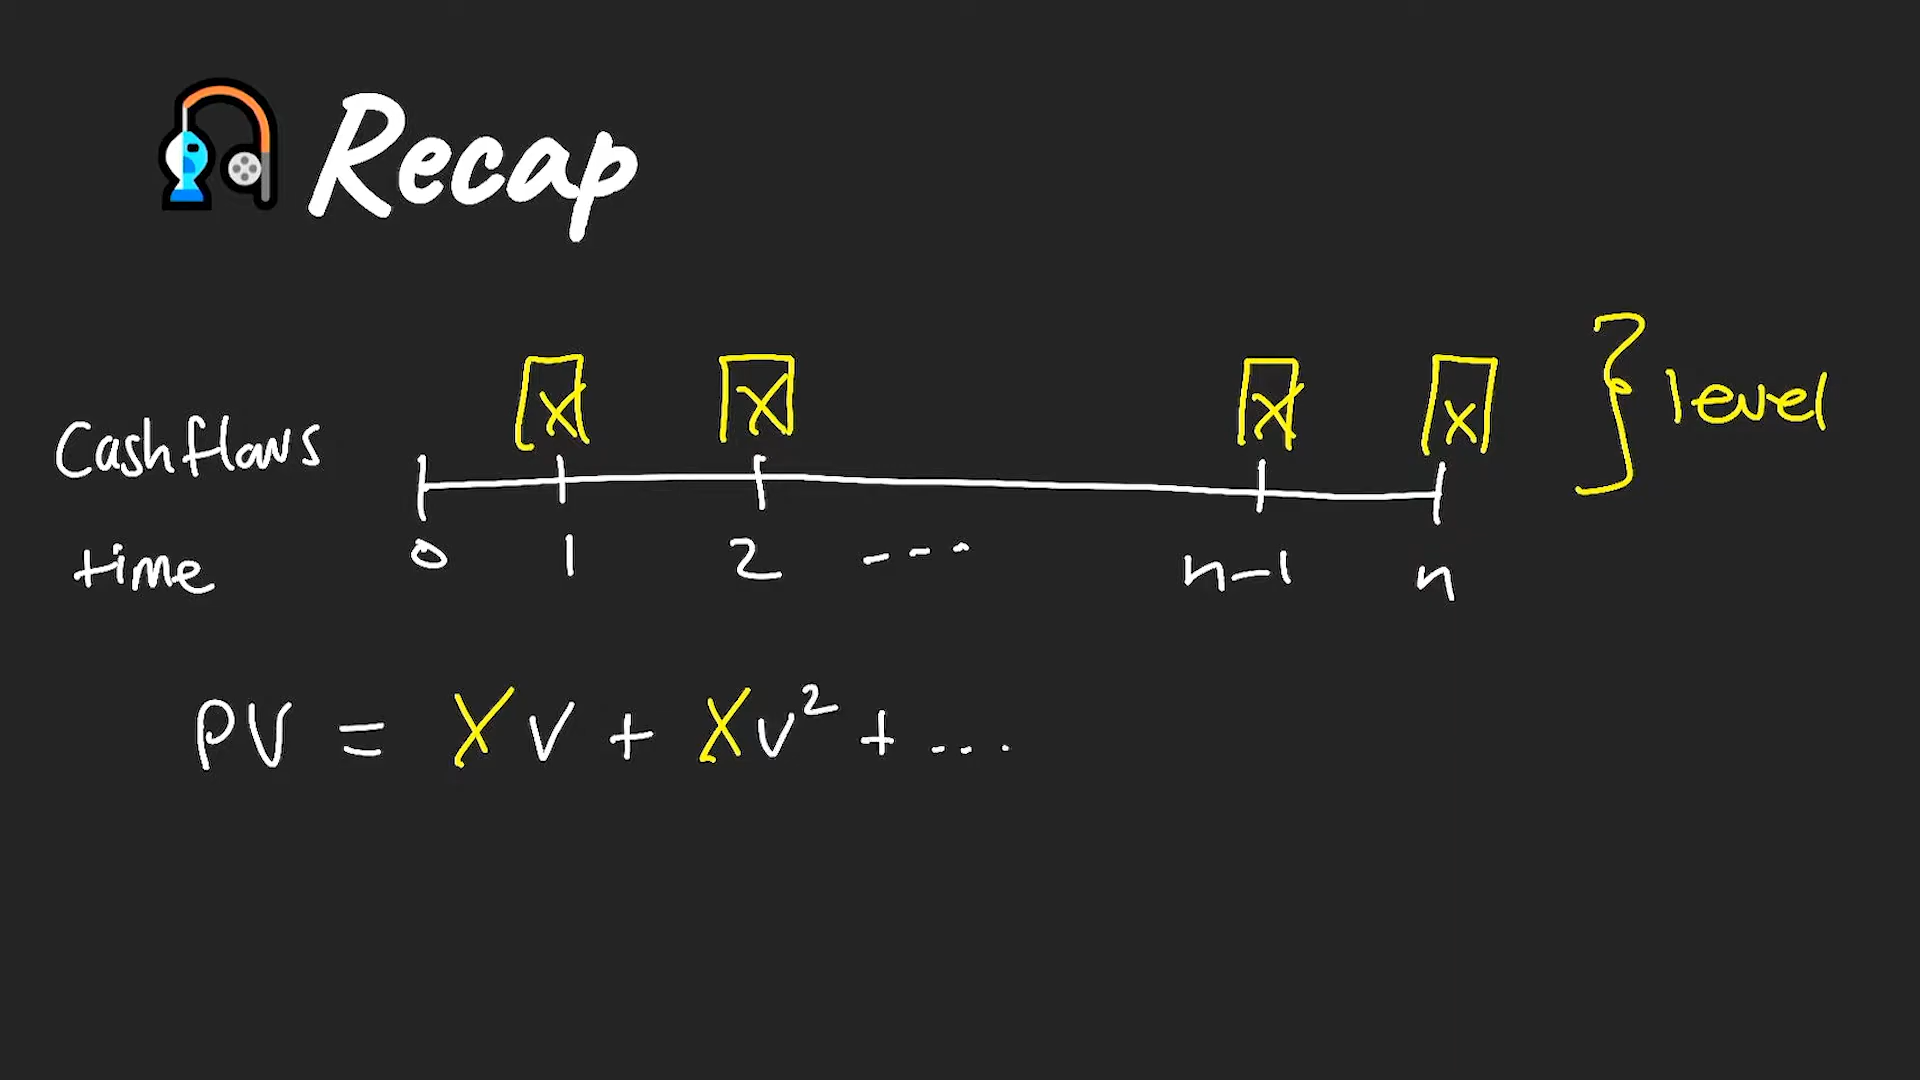 Recap
X X X X } level
Cashflows
time 0 1 2 --- n-1 n
PV = Xv + Xv² + ...